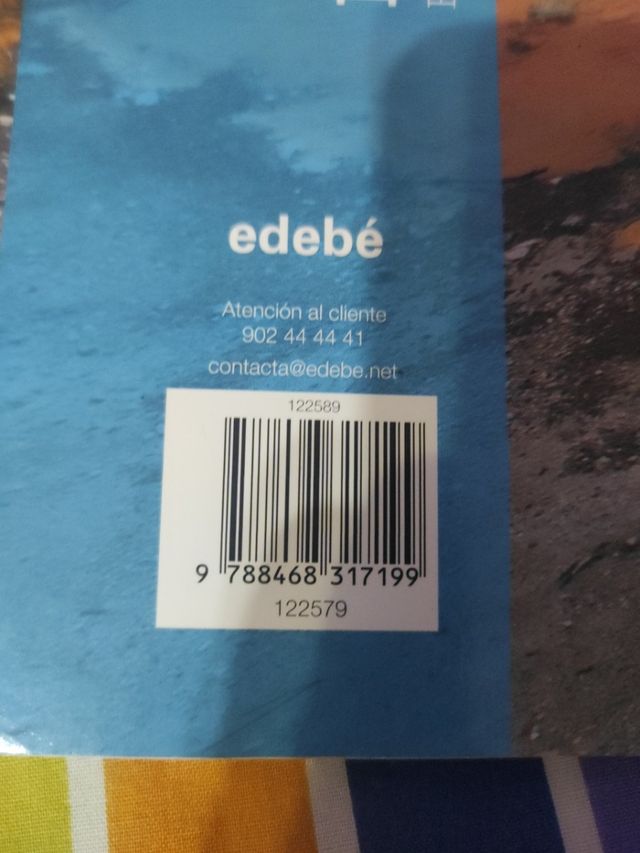 edebé
Atención al cliente
902 44 44 41
contacta@edebe.net
122589
9 788468 317199
122579